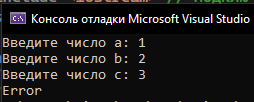 Консоль отладки Microsoft Visual Studio
Введите число a: 1
Введите число b: 2
Введите число c: 3
Error